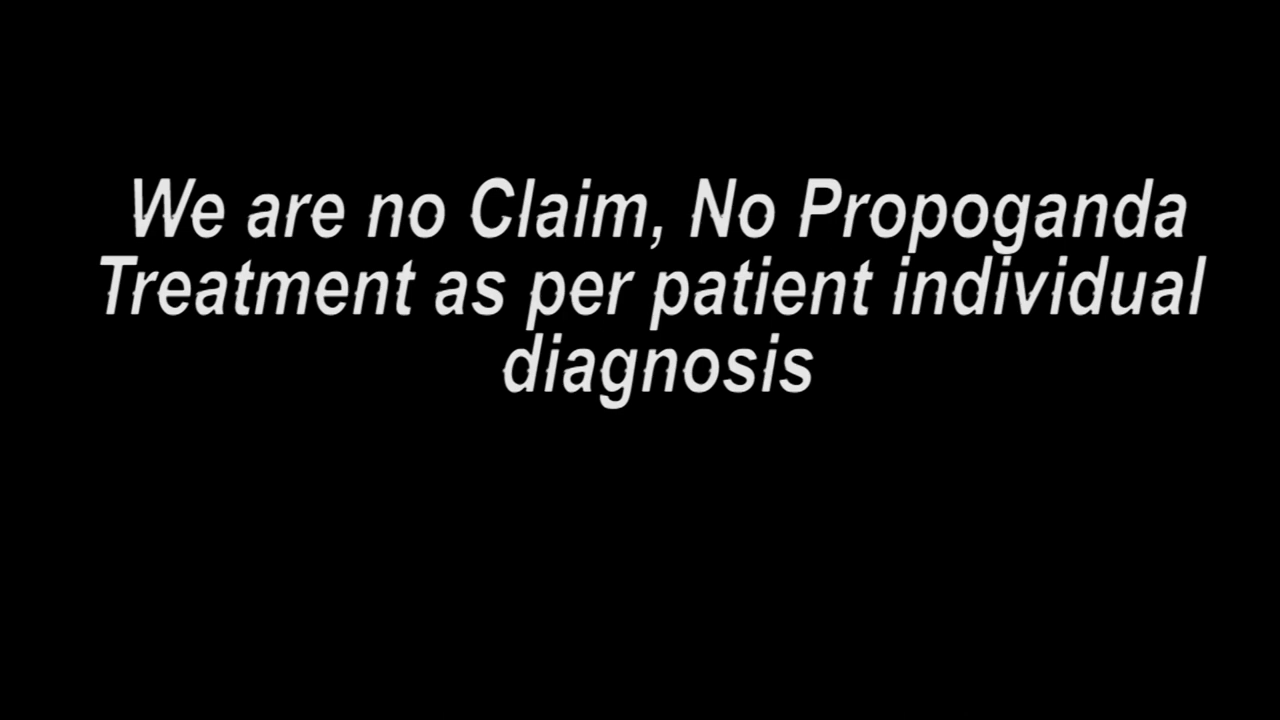 We are no Claim, No Propoganda
Treatment as per patient individual
diagnosis